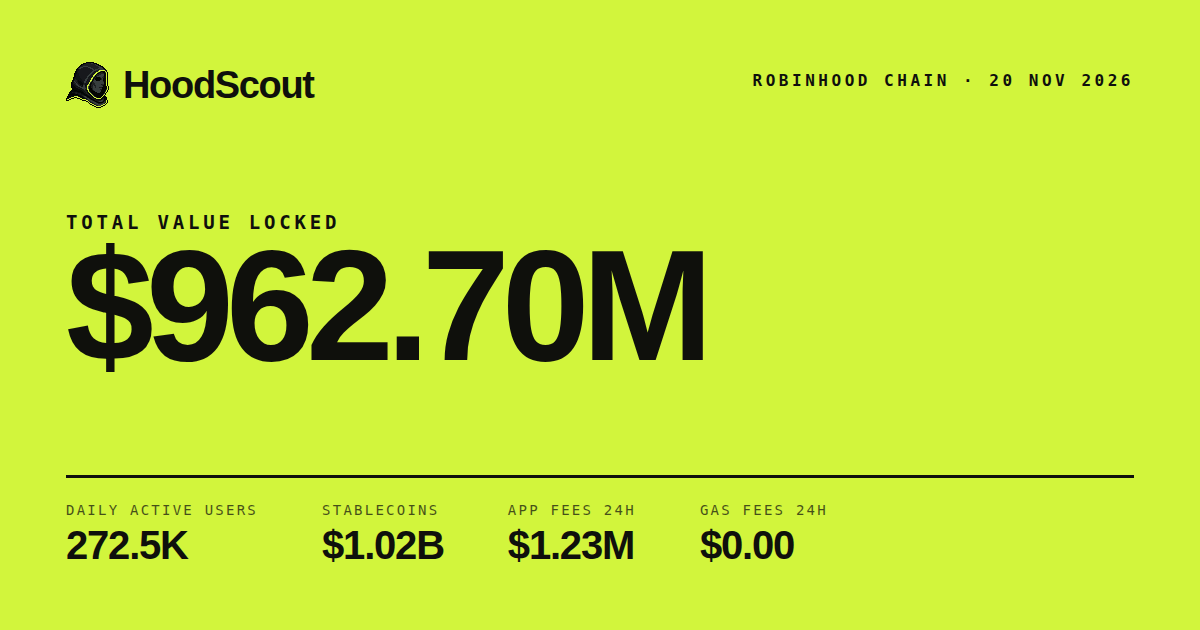 HoodScout
ROBINHOOD CHAIN · 20 NOV 2026
TOTAL VALUE LOCKED
$962.70M
DAILY ACTIVE USERS
272.5K
STABLECOINS
$1.02B
APP FEES 24H
$1.23M
GAS FEES 24H
$0.00